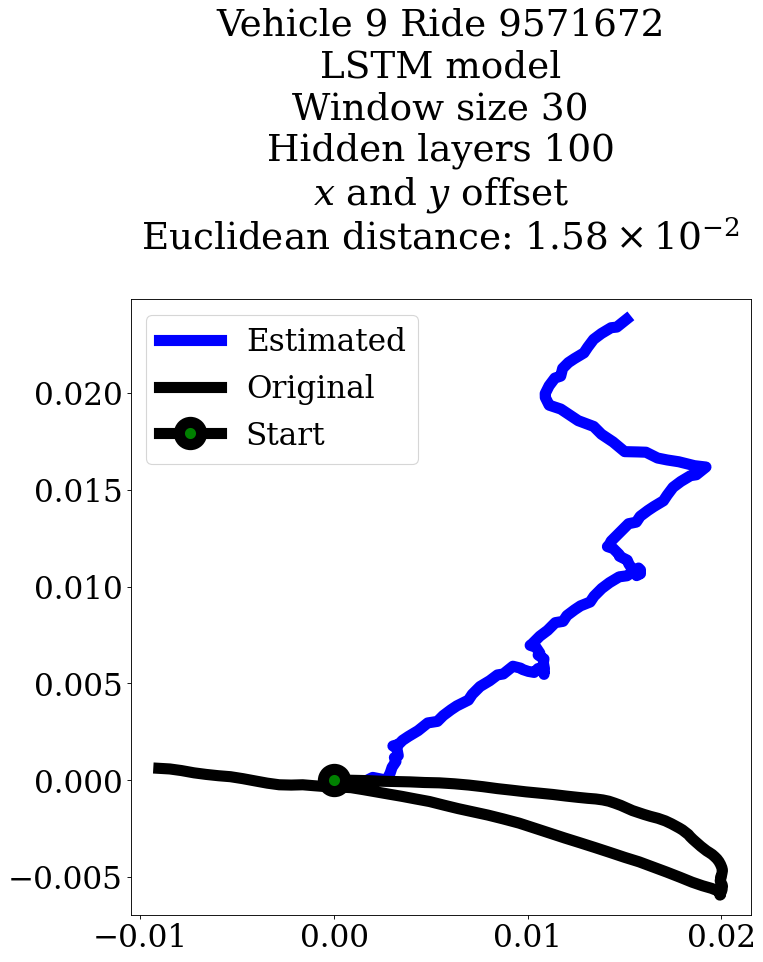 Vehicle 9 Ride 9571672
LSTM model
Window size 30
Hidden layers 100
x and y offset
Euclidean distance: 1.58 × 10⁻²
Estimated
Original
Start
0.020
0.015
0.010
0.005
0.000
−0.005
−0.01 0.00 0.01 0.02